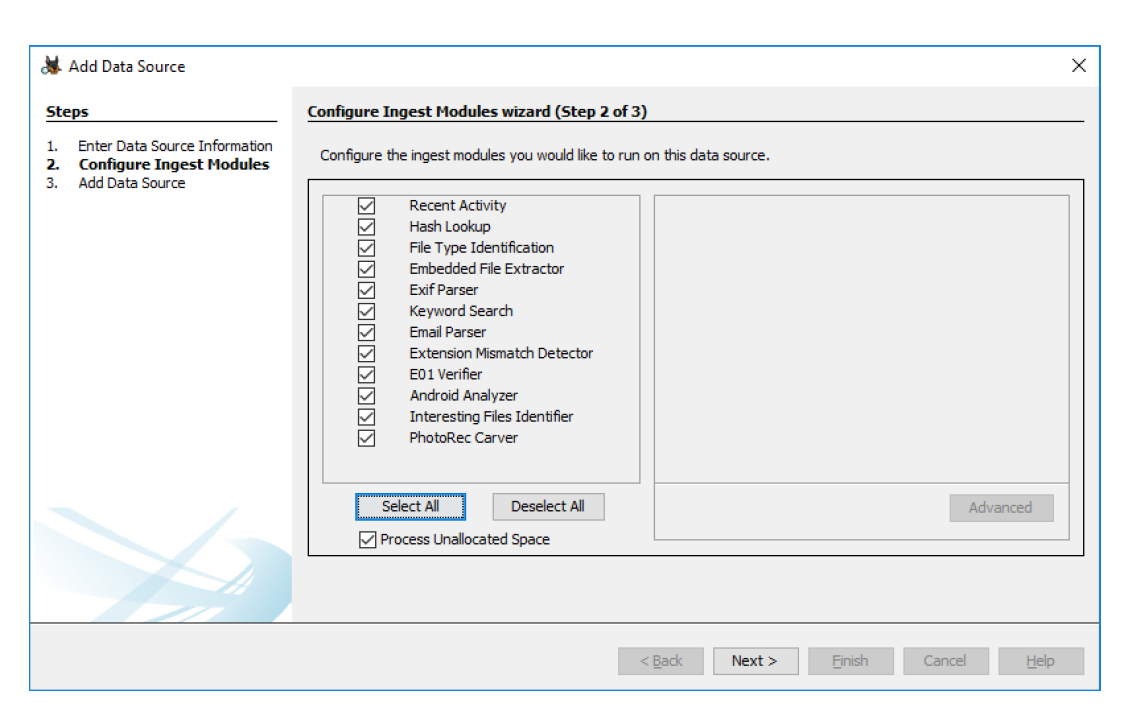 Add Data Source
Steps
1. Enter Data Source Information
2. Configure Ingest Modules
3. Add Data Source
Configure Ingest Modules wizard (Step 2 of 3)
Configure the ingest modules you would like to run on this data source.
Recent Activity
Hash Lookup
File Type Identification
Embedded File Extractor
Exif Parser
Keyword Search
Email Parser
Extension Mismatch Detector
E01 Verifier
Android Analyzer
Interesting Files Identifier
PhotoRec Carver
Select All Deselect All
Process Unallocated Space
Advanced
< Back Next > Finish Cancel Help